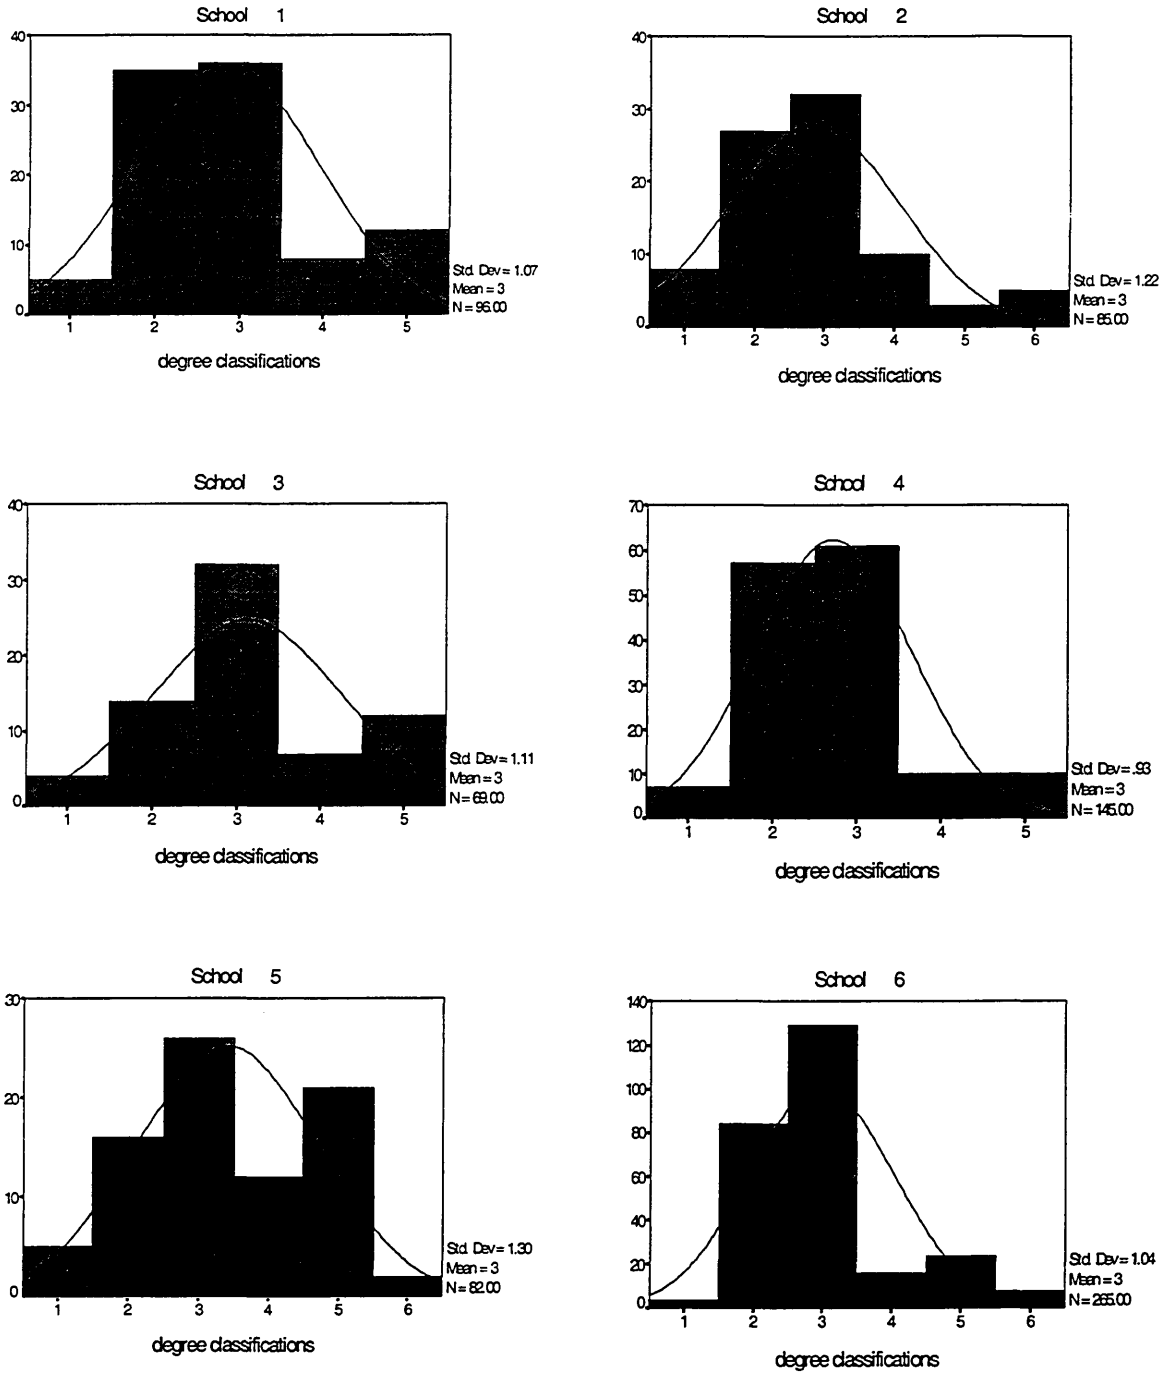 School 1
40
30
20
10
0
1 2 3 4 5
Std. Dev = 1.07
Mean = 3
N = 96.00
degree classifications
School 2
40
30
20
10
0
1 2 3 4 5 6
Std. Dev = 1.22
Mean = 3
N = 85.00
degree classifications
School 3
40
30
20
10
0
1 2 3 4 5
Std. Dev = 1.11
Mean = 3
N = 69.00
degree classifications
School 4
70
60
50
40
30
20
10
0
1 2 3 4 5
Std. Dev = .93
Mean = 3
N = 145.00
degree classifications
School 5
30
20
10
0
1 2 3 4 5 6
Std. Dev = 1.30
Mean = 3
N = 82.00
degree classifications
School 6
140
120
100
80
60
40
20
0
1 2 3 4 5 6
Std. Dev = 1.04
Mean = 3
N = 265.00
degree classifications